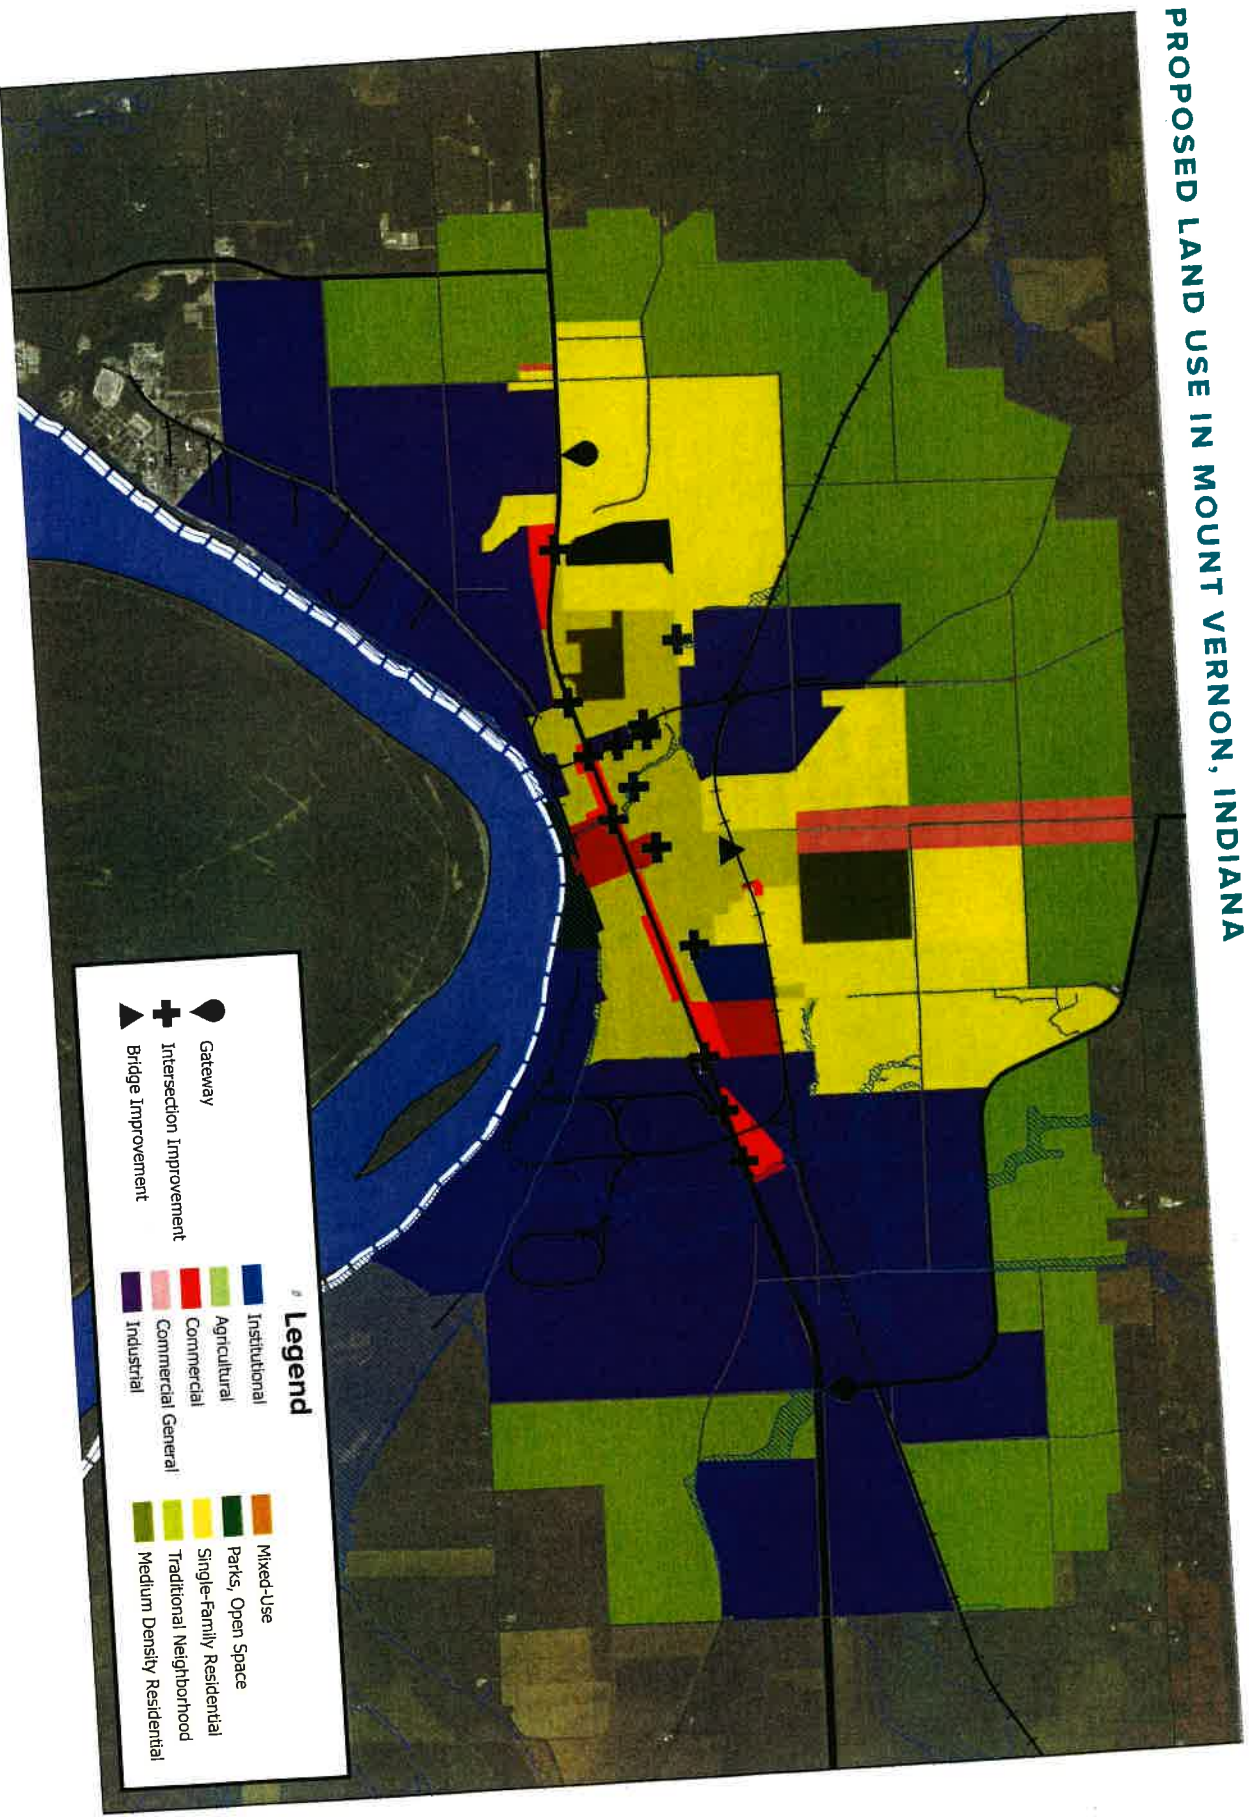 PROPOSED LAND USE IN MOUNT VERNON, INDIANA
Legend
Gateway
Intersection Improvement
Bridge Improvement
Institutional
Agricultural
Commercial
Commercial General
Industrial
Mixed-Use
Parks, Open Space
Single-Family Residential
Traditional Neighborhood
Medium Density Residential